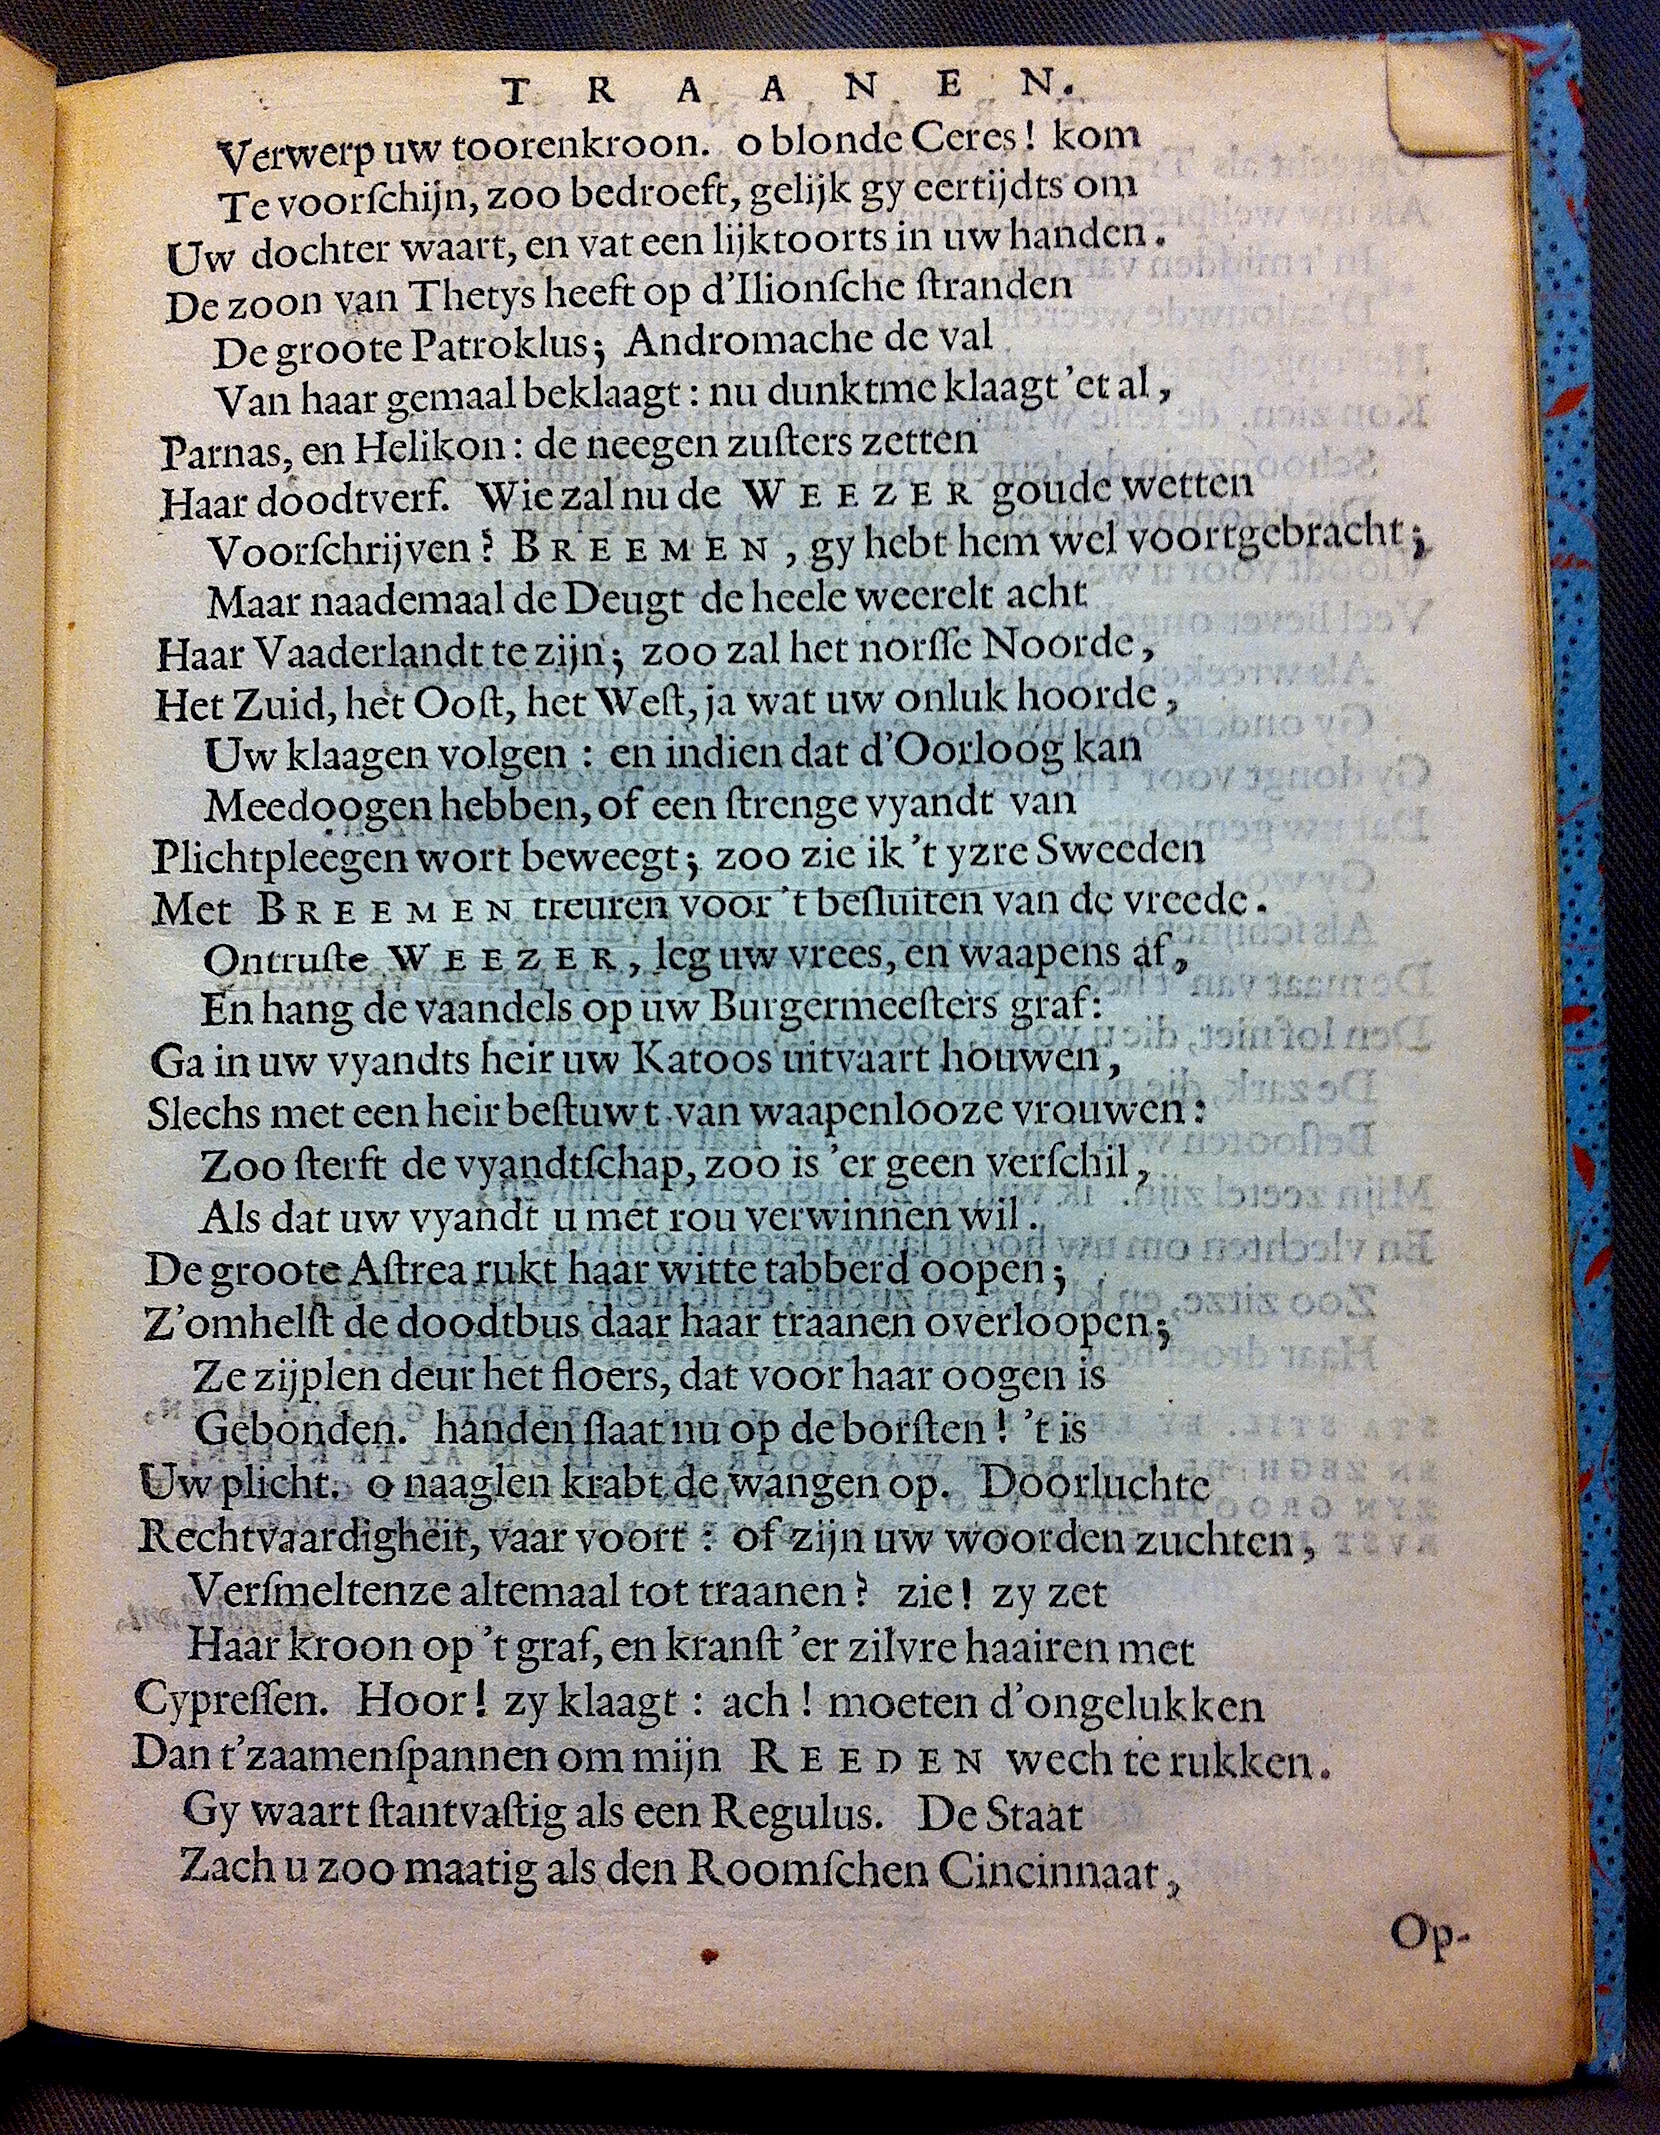 TRAANEN.
Verwerp uw toorenkroon. o blonde Ceres! kom
Te voorſchijn, zoo bedroeft, gelijk gy eertijdts om
Uw dochter waart, en vat een lijktoorts in uw handen.
De zoon van Thetys heeft op d'Ilionſche ſtranden
De groote Patroklus; Andromache de val
Van haar gemaal beklaagt: nu dunktme klaagt 'et al,
Parnas, en Helikon: de neegen zuſters zetten
Haar doodtverf. Wie zal nu de WEEZER goude wetten
Voorſchrijven? BREEMEN, gy hebt hem wel voortgebracht;
Maar naademaal de Deugt de heele weerelt acht
Haar Vaaderlandt te zijn; zoo zal het norſſe Noorde,
Het Zuid, het Ooſt, het Weſt, ja wat uw onluk hoorde,
Uw klaagen volgen: en indien dat d'Oorloog kan
Meedoogen hebben, of een ſtrenge vyandt van
Plichtpleegen wort beweegt; zoo zie ik 't yzre Sweeden
Met BREEMEN treuren voor 't beſluiten van de vreede.
Ontruſte WEEZER, leg uw vrees, en waapens af,
En hang de vaandels op uw Burgermeeſters graf:
Ga in uw vyandts heir uw Katoos uitvaart houwen,
Slechs met een heir beſtuwt van waapenlooze vrouwen:
Zoo ſterft de vyandtſchap, zoo is 'er geen verſchil,
Als dat uw vyandt u met rou verwinnen wil.
De groote Aſtrea rukt haar witte tabberd oopen;
Z'omhelſt de doodtbus daar haar traanen overloopen;
Ze zijplen deur het floers, dat voor haar oogen is
Gebonden. handen ſlaat nu op de borſten! 't is
Uw plicht. o naaglen krabt de wangen op. Doorluchte
Rechtvaardigheit, vaar voort: of zijn uw woorden zuchten,
Verſmeltenze altemaal tot traanen? zie! zy zet
Haar kroon op 't graf, en kranſt 'er zilvre haairen met
Cypreſſen. Hoor! zy klaagt: ach! moeten d'ongelukken
Dan t'zaamenſpannen om mijn REEDEN wech te rukken.
Gy waart ſtantvaſtig als een Regulus. De Staat
Zach u zoo maatig als den Roomſchen Cincinnaat,
Op-